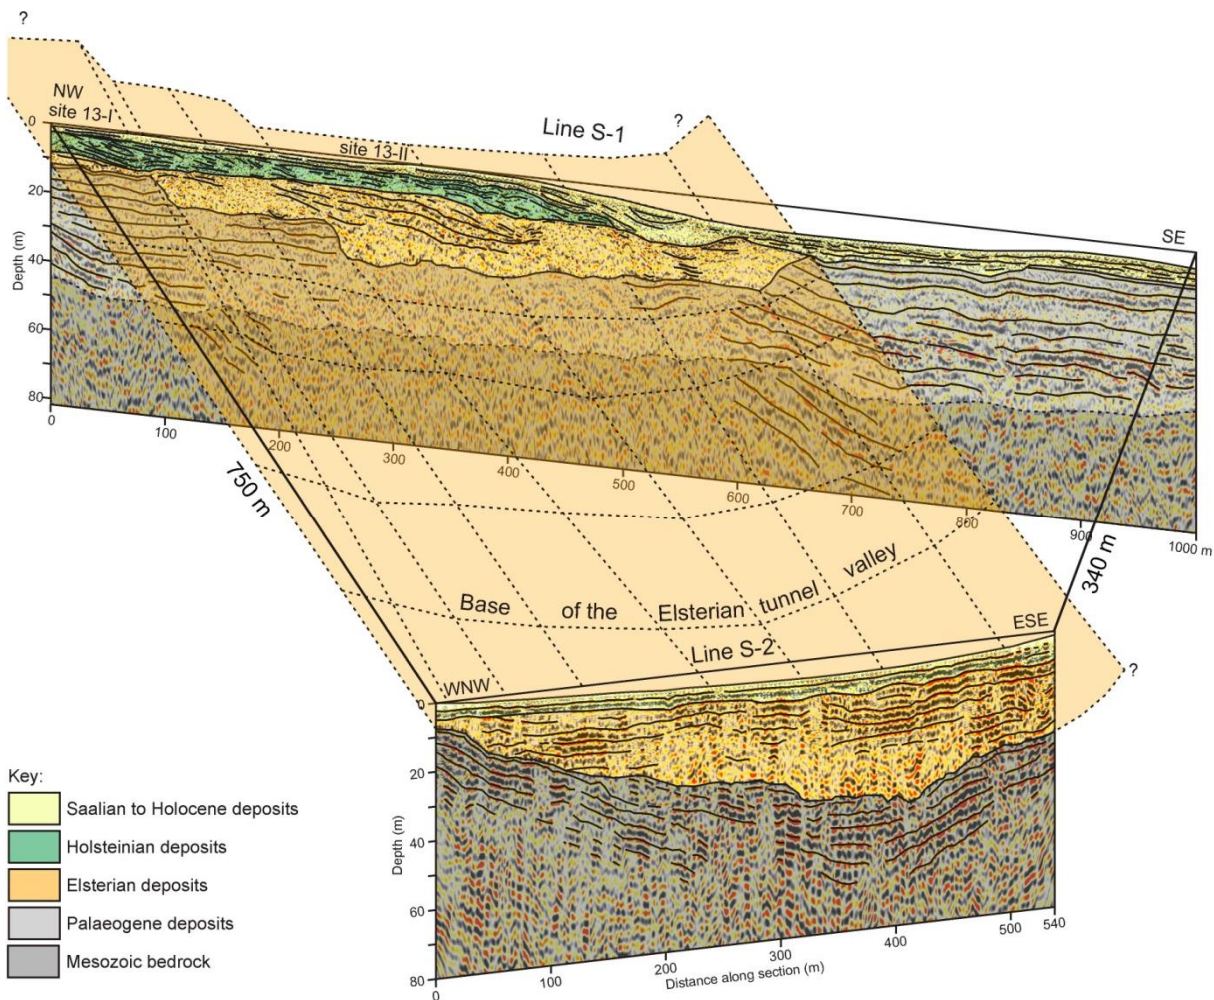 ?
NW
site 13-I
Line S-1
?
site 13-II
SE
0
20
40
60
80
Depth (m)
0
100
200
300
400
500
600
700
800
900
1000 m
750 m
340 m
Base of the Elsterian tunnel valley
ESE
Line S-2
WNW
?
0
20
40
60
80
Depth (m)
0
100
200
300
400
500
540
Distance along section (m)
Key:
Saalian to Holocene deposits
Holsteinian deposits
Elsterian deposits
Palaeogene deposits
Mesozoic bedrock